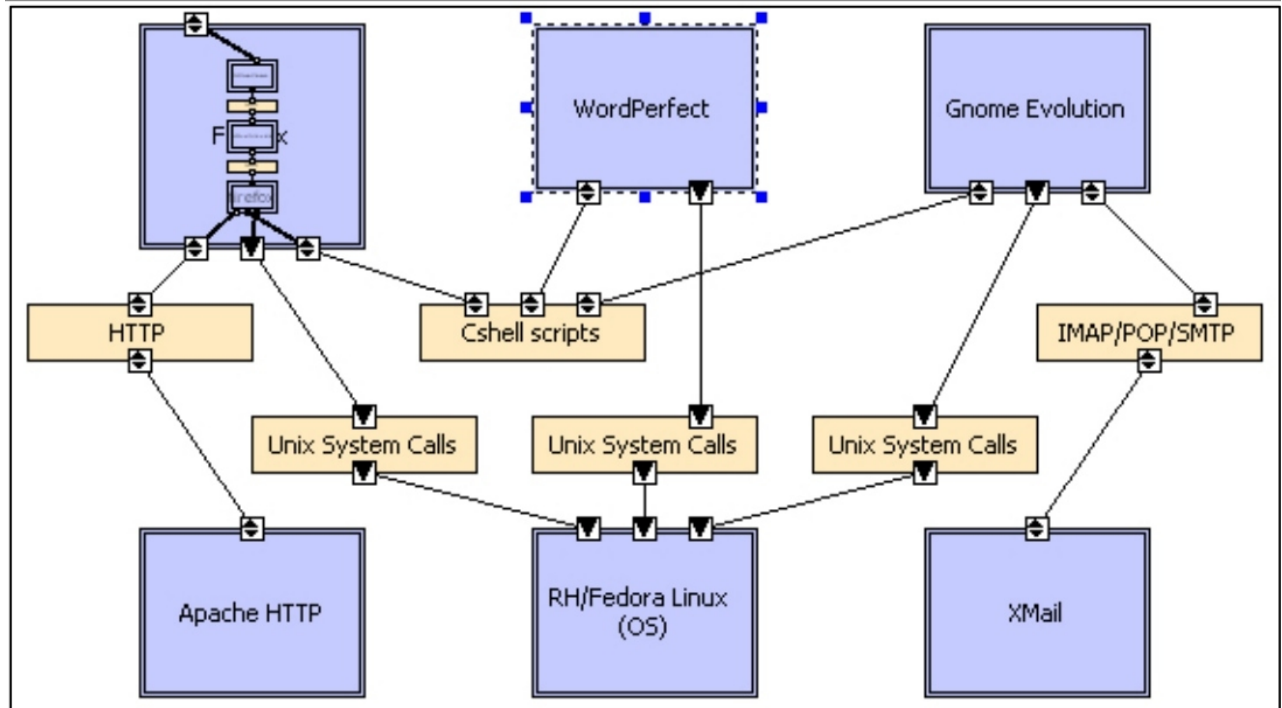 WordPerfect
Gnome Evolution
HTTP
Cshell scripts
IMAP/POP/SMTP
Unix System Calls
Unix System Calls
Unix System Calls
Apache HTTP
RH/Fedora Linux
(OS)
XMail